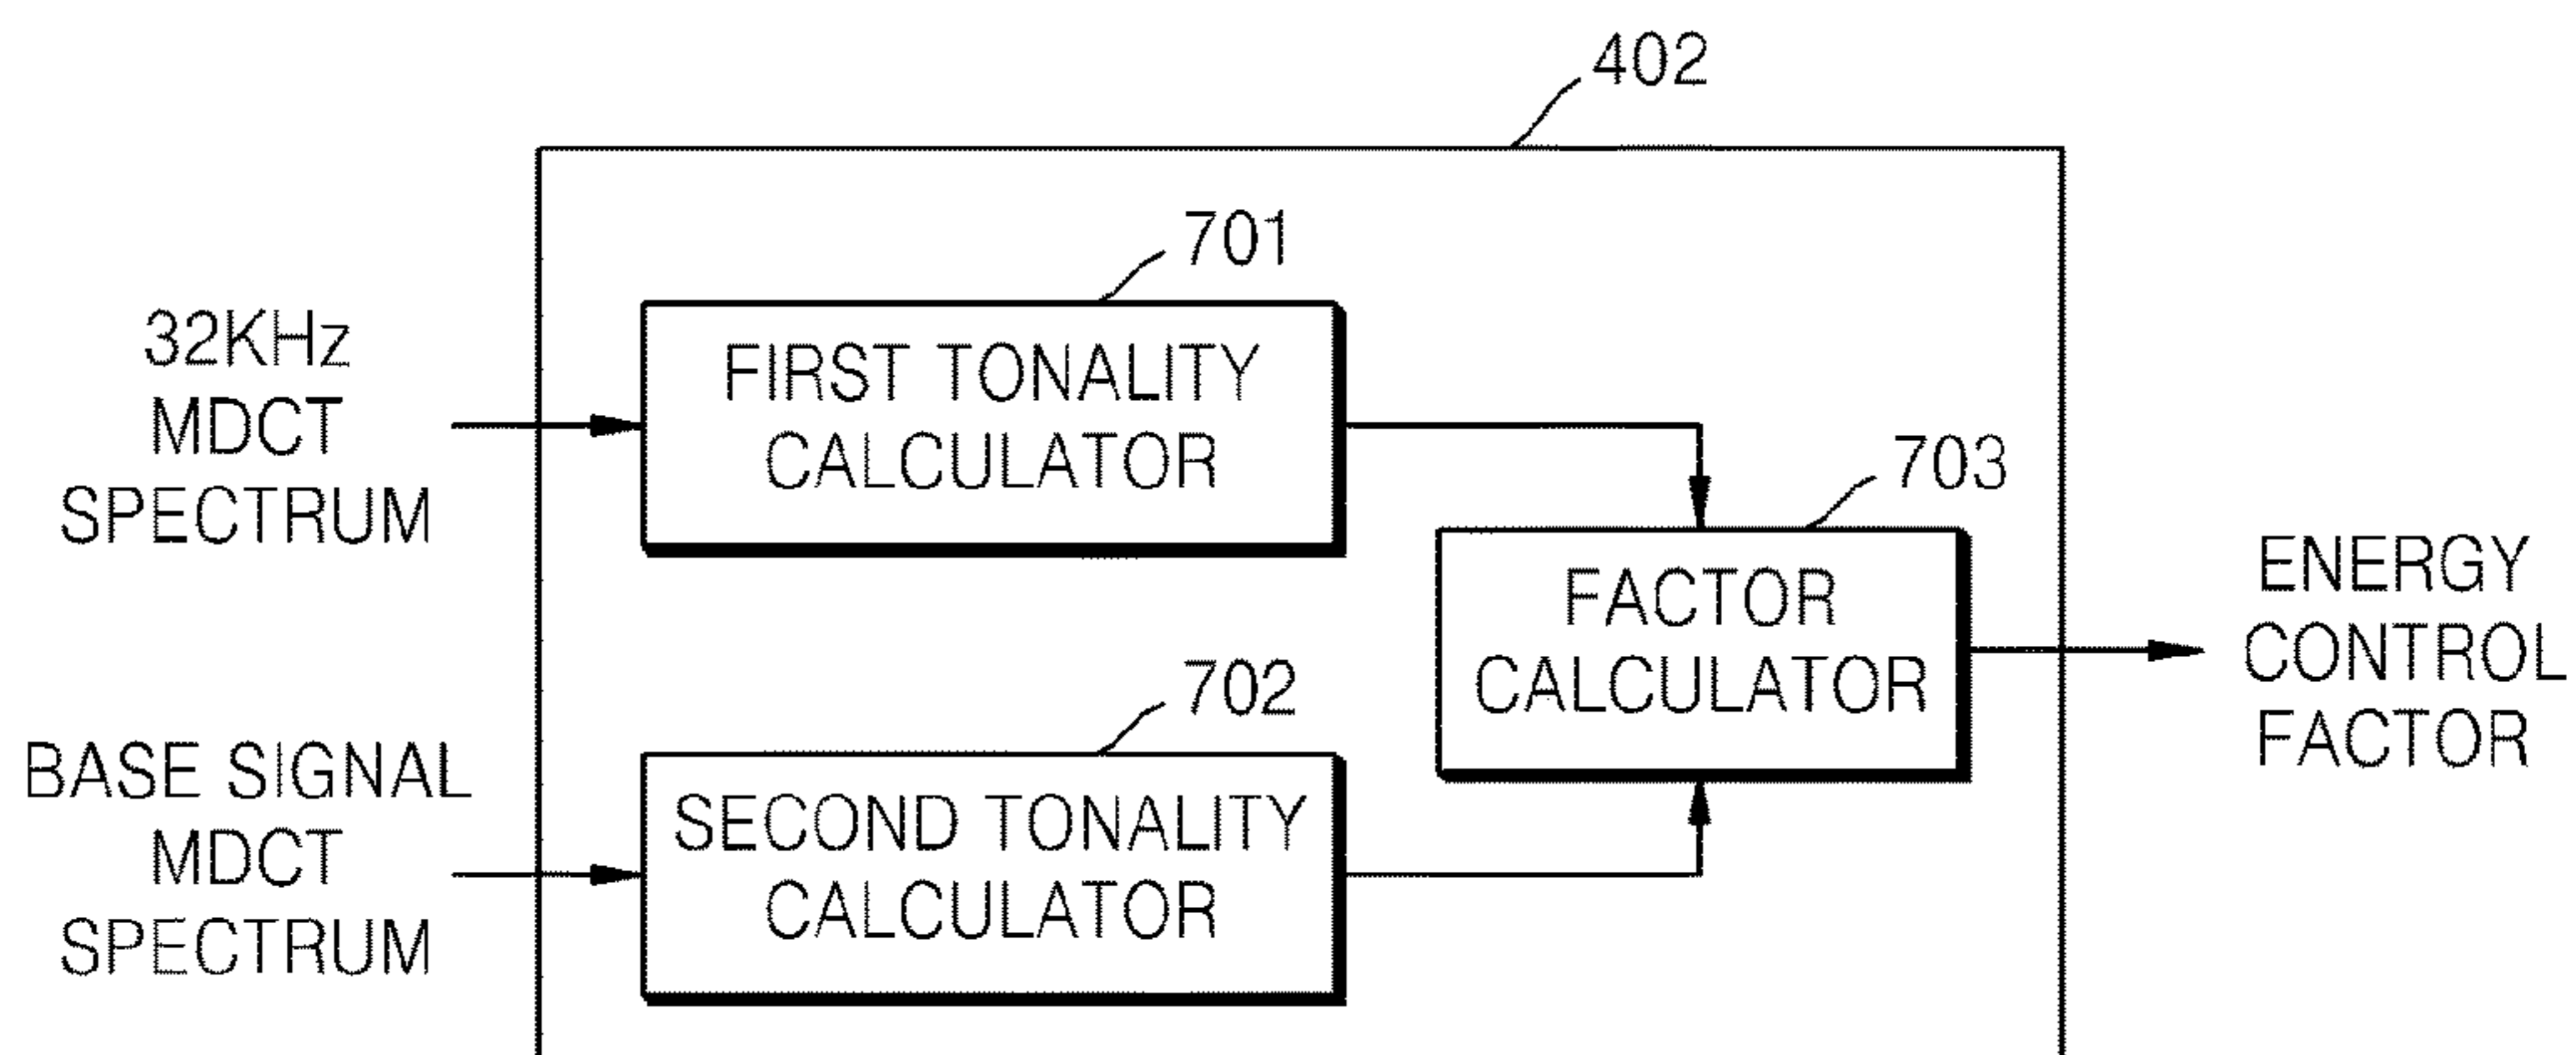 402
701
32KHz
MDCT
SPECTRUM
FIRST TONALITY
CALCULATOR
703
FACTOR
CALCULATOR
ENERGY
CONTROL
FACTOR
702
BASE SIGNAL
MDCT
SPECTRUM
SECOND TONALITY
CALCULATOR